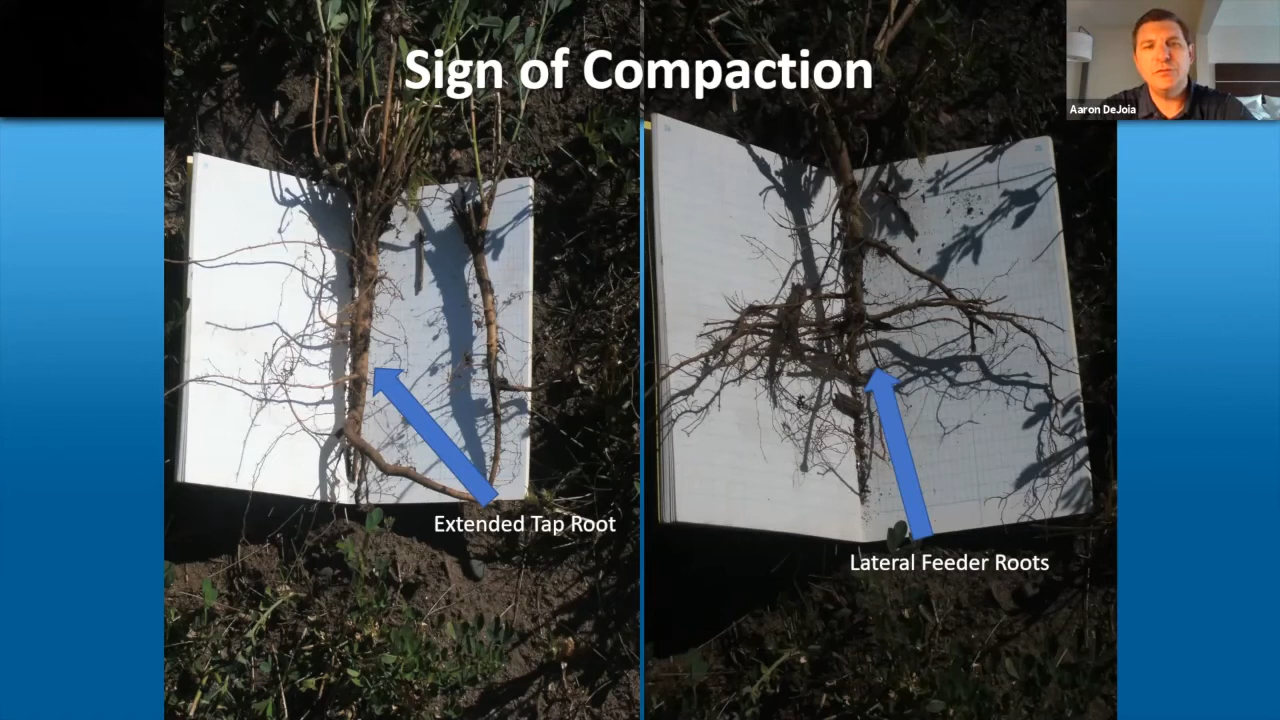 Sign of Compaction
Aaron DeJoia
Extended Tap Root
Lateral Feeder Roots